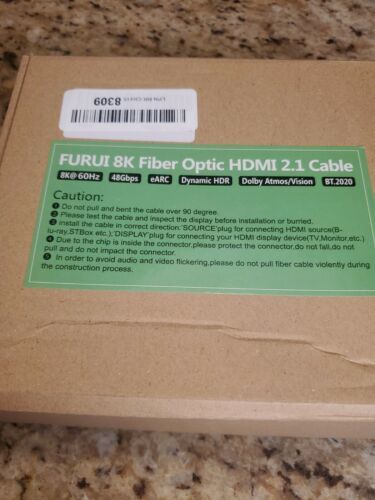 8309
FURUI 8K Fiber Optic HDMI 2.1 Cable
8K@60Hz 48Gbps eARC Dynamic HDR Dolby Atmos/Vision BT.2020
Caution:
❶ Do not pull and bent the cable over 90 degree.
❷ Please test the cable and inspect the display before installation or burried.
❸ install the cable in correct direction:'SOURCE'plug for connecting HDMI source(B-
lu-ray,STBox etc.);'DISPLAY'plug for connecting your HDMI display device(TV,Monitor,etc.)
❹ Due to the chip is inside the connector,please protect the connector,do not fall,do not
pull and do not impact the connector.
❺ In order to avoid audio and video flickering,please do not pull fiber cable violently during
the construction process.